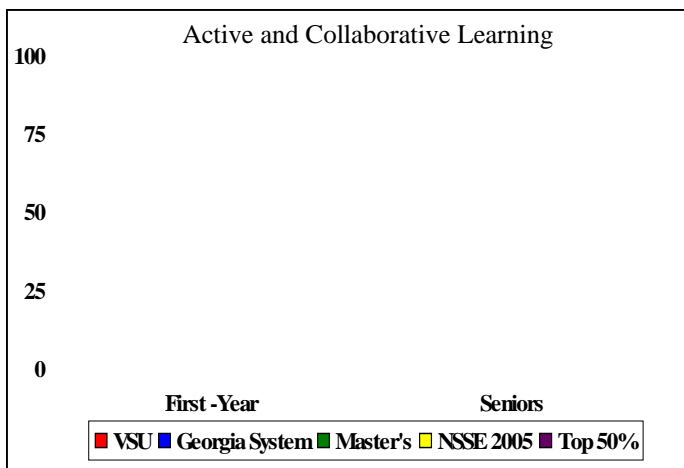 Active and Collaborative Learning
100
75
50
25
0
First -Year Seniors
VSU Georgia System Master's NSSE 2005 Top 50%